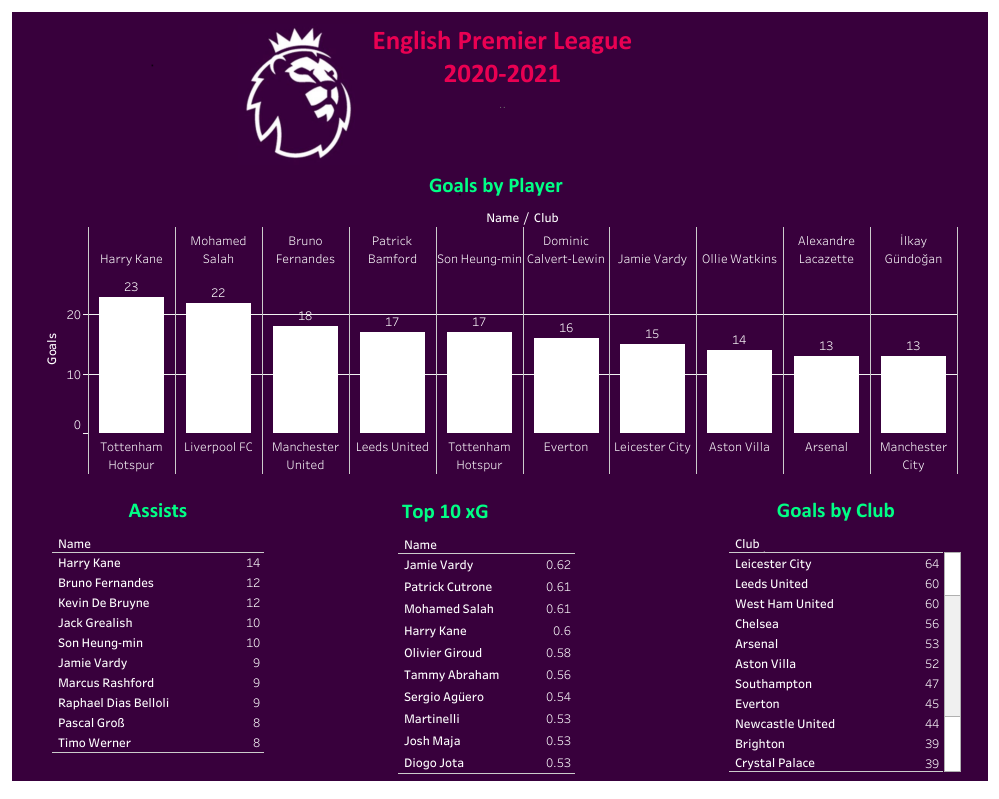 English Premier League
2020-2021
..
Goals by Player
Name / Club
Harry Kane
Mohamed
Salah
Bruno
Fernandes
Patrick
Bamford
Son Heung-min
Dominic
Calvert-Lewin
Jamie Vardy
Ollie Watkins
Alexandre
Lacazette
İlkay
Gündoğan
Goals
20
10
0
23
22
18
17
17
16
15
14
13
13
Tottenham
Hotspur
Liverpool FC
Manchester
United
Leeds United
Tottenham
Hotspur
Everton
Leicester City
Aston Villa
Arsenal
Manchester
City
Assists
Name
Harry Kane 14
Bruno Fernandes 12
Kevin De Bruyne 12
Jack Grealish 10
Son Heung-min 10
Jamie Vardy 9
Marcus Rashford 9
Raphael Dias Belloli 9
Pascal Groß 8
Timo Werner 8
Top 10 xG
Name
Jamie Vardy 0.62
Patrick Cutrone 0.61
Mohamed Salah 0.61
Harry Kane 0.6
Olivier Giroud 0.58
Tammy Abraham 0.56
Sergio Agüero 0.54
Martinelli 0.53
Josh Maja 0.53
Diogo Jota 0.53
Goals by Club
Club
Leicester City 64
Leeds United 60
West Ham United 60
Chelsea 56
Arsenal 53
Aston Villa 52
Southampton 47
Everton 45
Newcastle United 44
Brighton 39
Crystal Palace 39